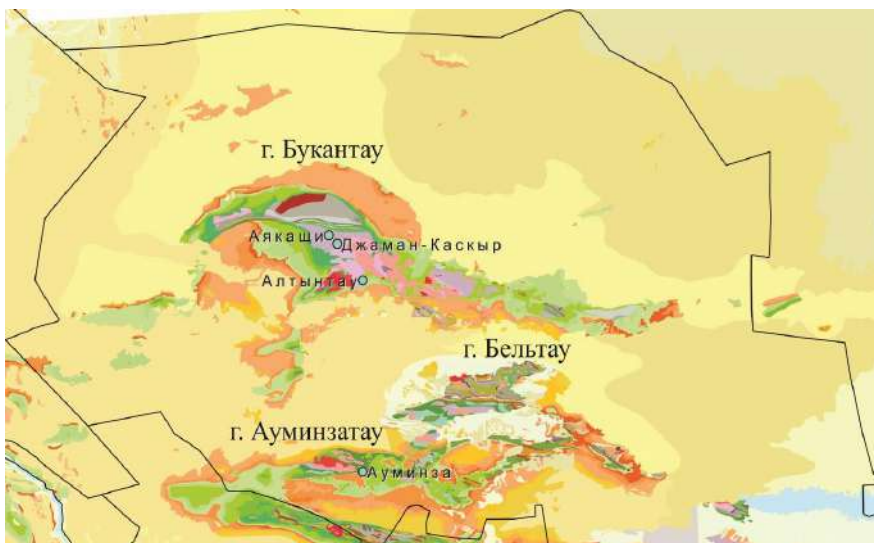 г. Букантау
Аякащи
Джаман-Каскыр
Алтынтау
г. Бельтау
г. Ауминзатау
Ауминза